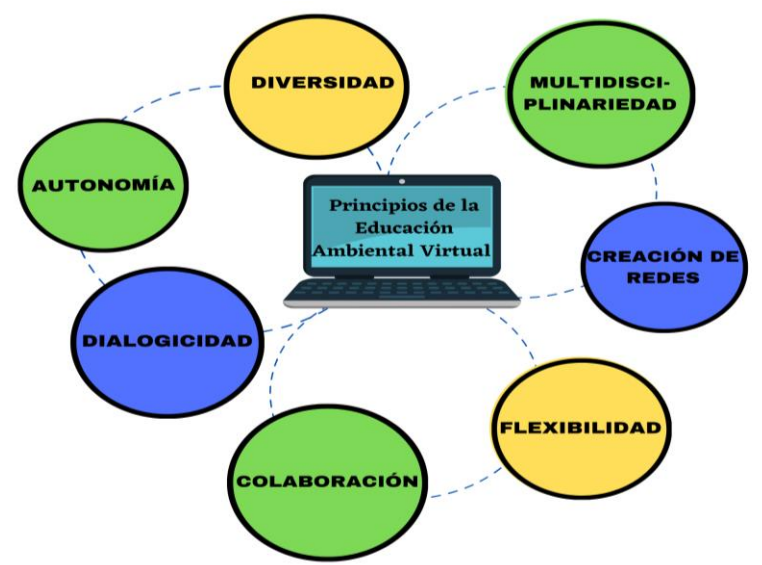 DIVERSIDAD
MULTIDISCI-
PLINARIEDAD
AUTONOMÍA
Principios de la
Educación
Ambiental Virtual
CREACIÓN DE
REDES
DIALOGICIDAD
FLEXIBILIDAD
COLABORACIÓN